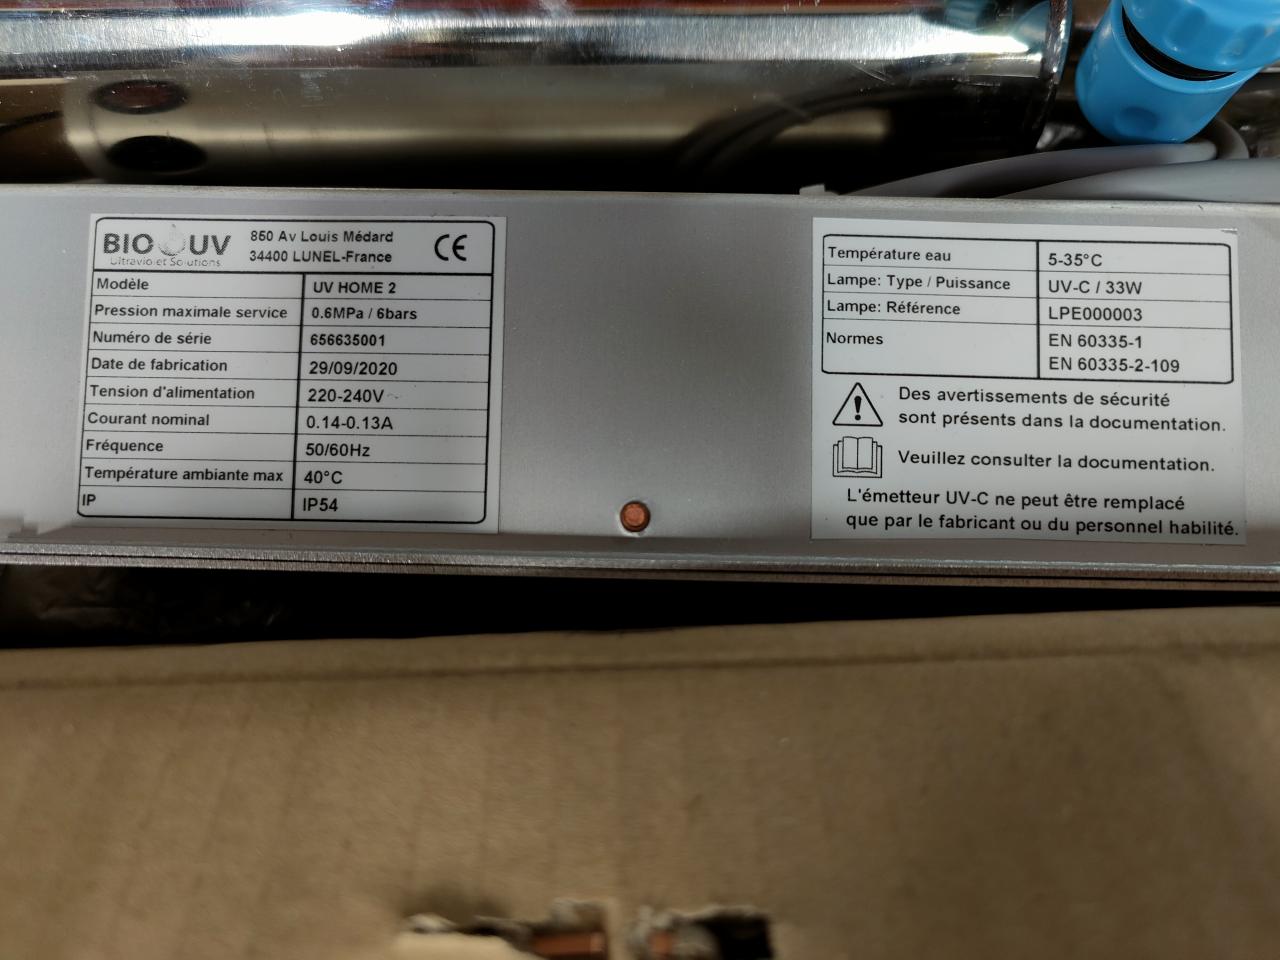 BIO UV
Ultraviolet Solutions
850 Av Louis Médard
34400 LUNEL-France
CE
Modèle UV HOME 2
Pression maximale service 0.6MPa / 6bars
Numéro de série 656635001
Date de fabrication 29/09/2020
Tension d'alimentation 220-240V
Courant nominal 0.14-0.13A
Fréquence 50/60Hz
Température ambiante max 40°C
IP IP54
Température eau 5-35°C
Lampe: Type / Puissance UV-C / 33W
Lampe: Référence LPE000003
Normes EN 60335-1
EN 60335-2-109
Des avertissements de sécurité
sont présents dans la documentation.
Veuillez consulter la documentation.
L'émetteur UV-C ne peut être remplacé
que par le fabricant ou du personnel habilité.